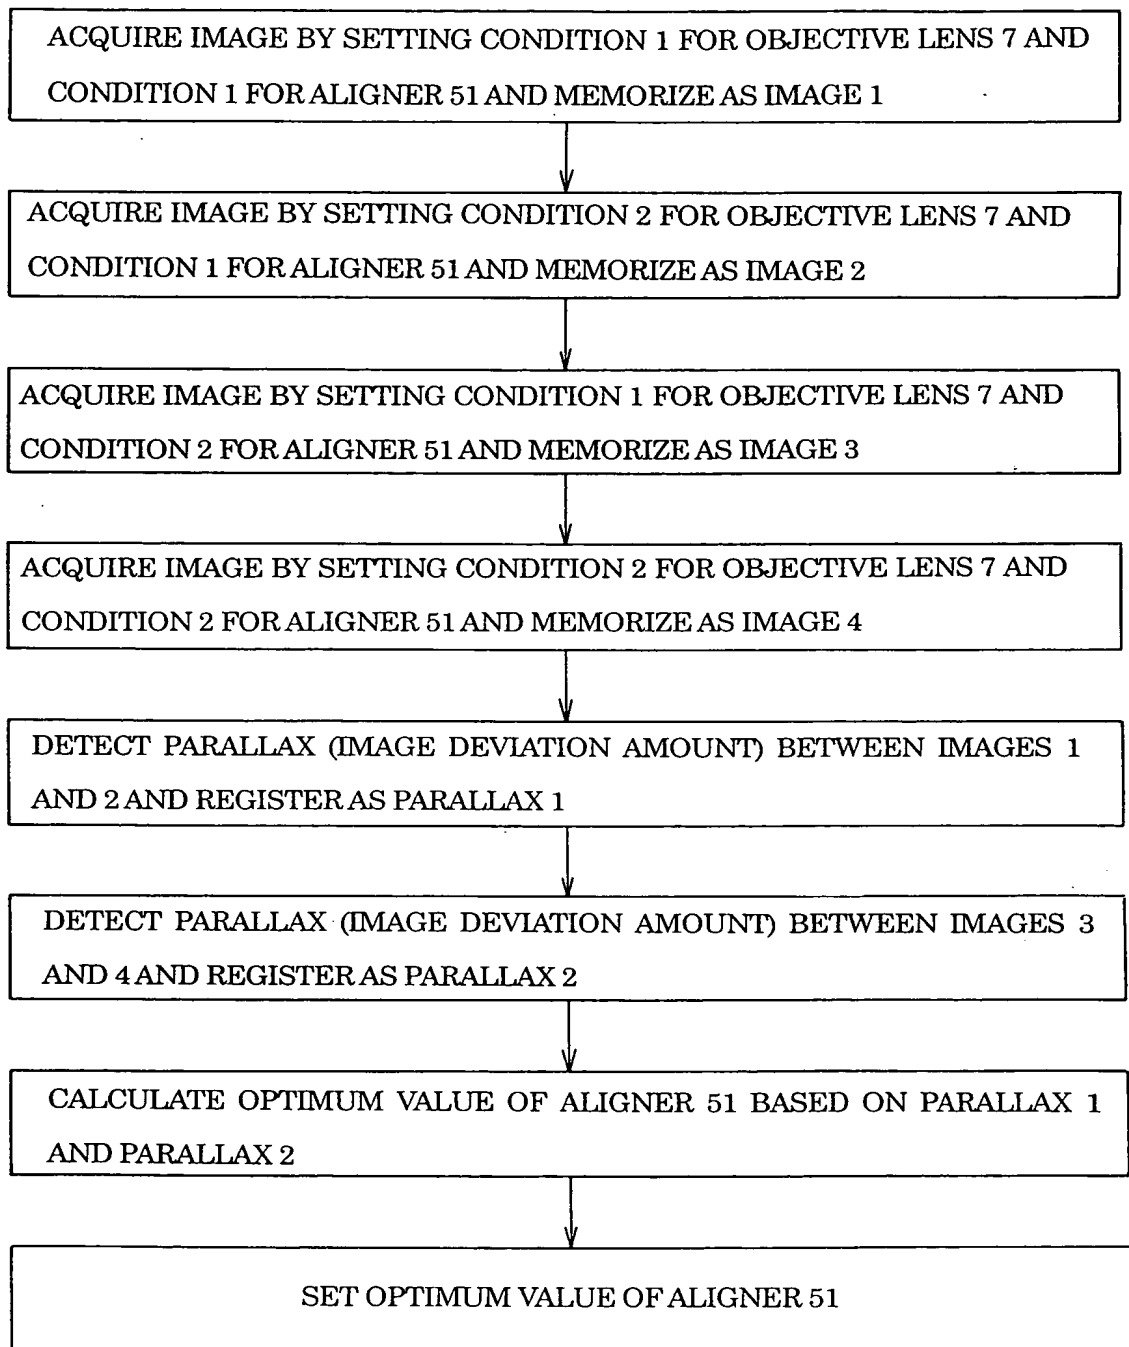 ACQUIRE IMAGE BY SETTING CONDITION 1 FOR OBJECTIVE LENS 7 AND
CONDITION 1 FOR ALIGNER 51 AND MEMORIZE AS IMAGE 1
ACQUIRE IMAGE BY SETTING CONDITION 2 FOR OBJECTIVE LENS 7 AND
CONDITION 1 FOR ALIGNER 51 AND MEMORIZE AS IMAGE 2
ACQUIRE IMAGE BY SETTING CONDITION 1 FOR OBJECTIVE LENS 7 AND
CONDITION 2 FOR ALIGNER 51 AND MEMORIZE AS IMAGE 3
ACQUIRE IMAGE BY SETTING CONDITION 2 FOR OBJECTIVE LENS 7 AND
CONDITION 2 FOR ALIGNER 51 AND MEMORIZE AS IMAGE 4
DETECT PARALLAX (IMAGE DEVIATION AMOUNT) BETWEEN IMAGES 1
AND 2 AND REGISTER AS PARALLAX 1
DETECT PARALLAX (IMAGE DEVIATION AMOUNT) BETWEEN IMAGES 3
AND 4 AND REGISTER AS PARALLAX 2
CALCULATE OPTIMUM VALUE OF ALIGNER 51 BASED ON PARALLAX 1
AND PARALLAX 2
SET OPTIMUM VALUE OF ALIGNER 51